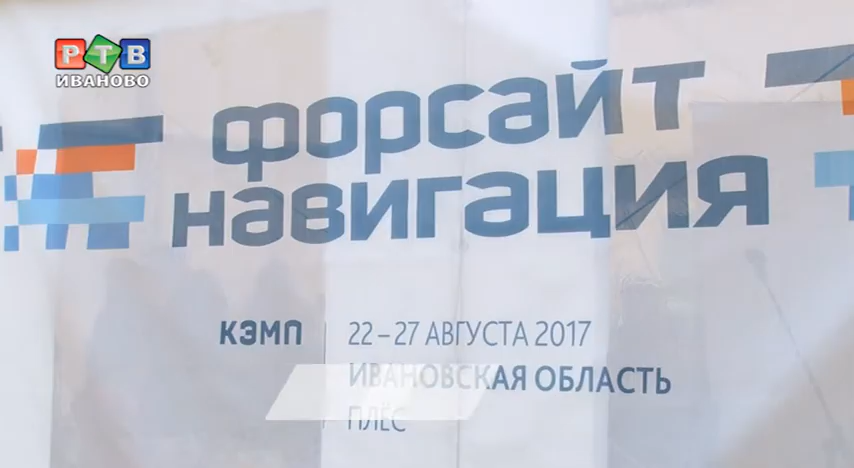 РТВ
ИВАНОВО
ФОРСАЙТ
НАВИГАЦИЯ
КЭМП
22 – 27 АВГУСТА 2017
ИВАНОВСКАЯ ОБЛАСТЬ
ПЛЁС